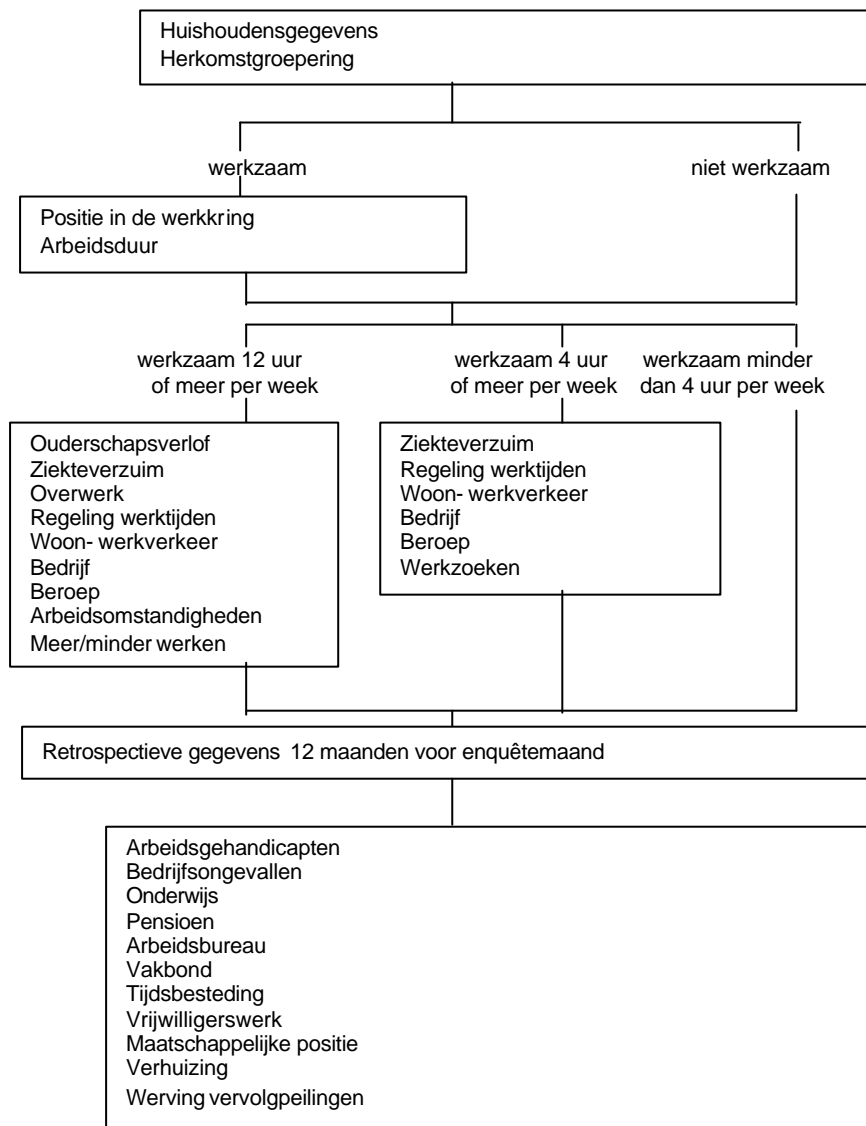 Huishoudensgegevens
Herkomstgroepering
werkzaam
niet werkzaam
Positie in de werkkring
Arbeidsduur
werkzaam 12 uur
of meer per week
werkzaam 4 uur
of meer per week
werkzaam minder
dan 4 uur per week
Ouderschapsverlof
Ziekteverzuim
Overwerk
Regeling werktijden
Woon- werkverkeer
Bedrijf
Beroep
Arbeidsomstandigheden
Meer/minder werken
Ziekteverzuim
Regeling werktijden
Woon- werkverkeer
Bedrijf
Beroep
Werkzoeken
Retrospectieve gegevens 12 maanden voor enquêtemaand
Arbeidsgehandicapten
Bedrijfsongevallen
Onderwijs
Pensioen
Arbeidsbureau
Vakbond
Tijdsbesteding
Vrijwilligerswerk
Maatschappelijke positie
Verhuizing
Werving vervolgpeilingen